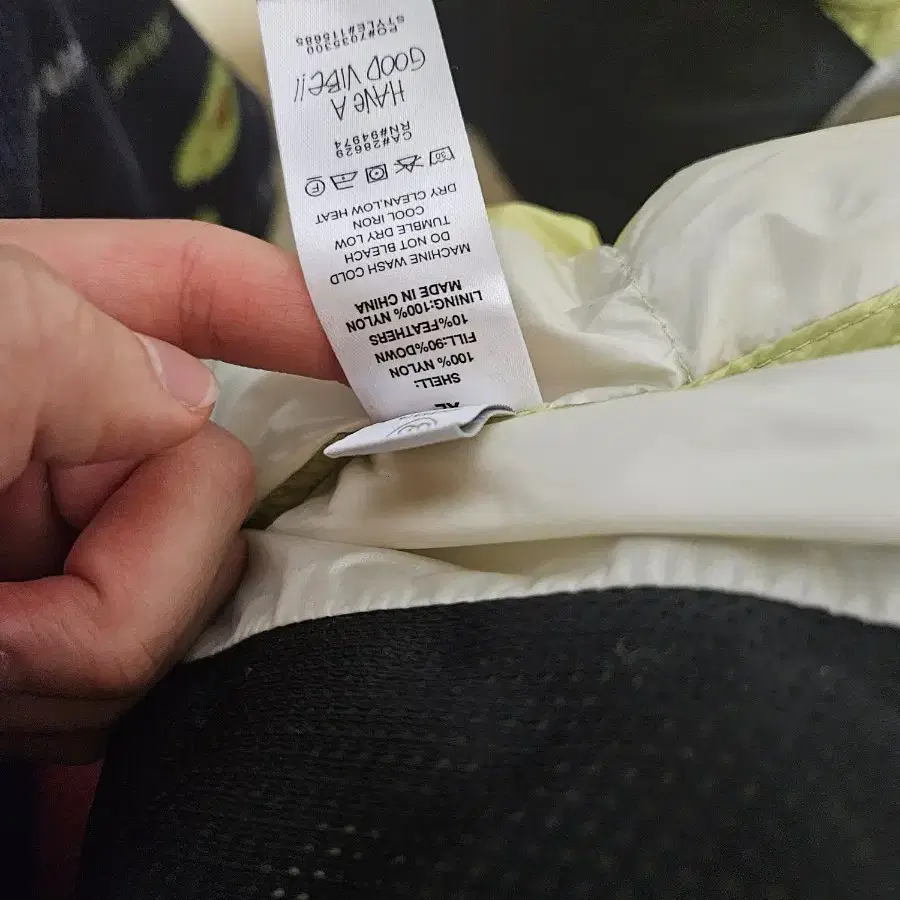 XL
SHELL:
100% NYLON
FILL:90%DOWN
10%FEATHERS
LINING:100% NYLON
MADE IN CHINA
MACHINE WASH COLD
DO NOT BLEACH
TUMBLE DRY LOW
COOL IRON
DRY CLEAN,LOW HEAT
30
F
RN#94974
CA#28629
HAVE A
GOOD VIBE!!
STYLE#115685
PO#7035300